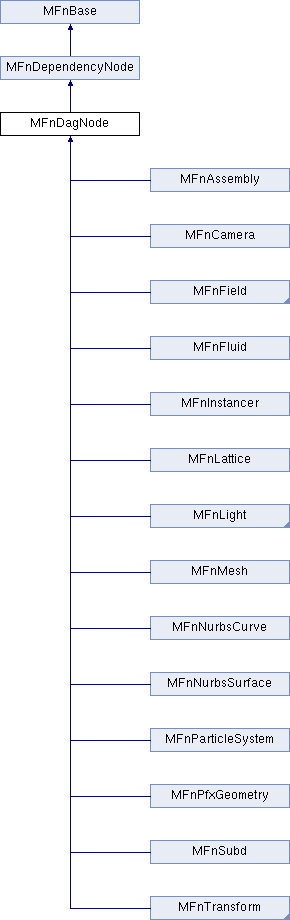 MFnBase
MFnDependencyNode
MFnDagNode
MFnAssembly
MFnCamera
MFnField
MFnFluid
MFnInstancer
MFnLattice
MFnLight
MFnMesh
MFnNurbsCurve
MFnNurbsSurface
MFnParticleSystem
MFnPfxGeometry
MFnSubd
MFnTransform